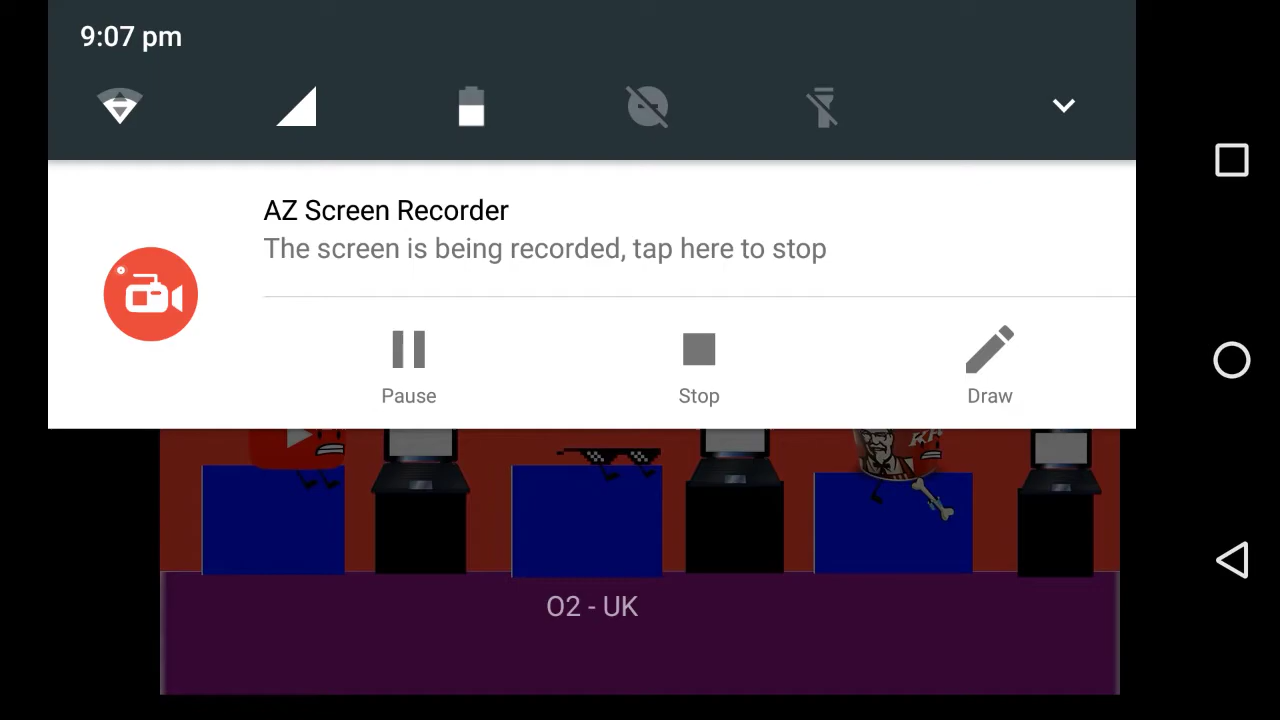 9:07 pm
AZ Screen Recorder
The screen is being recorded, tap here to stop
Pause
Stop
Draw
O2 - UK